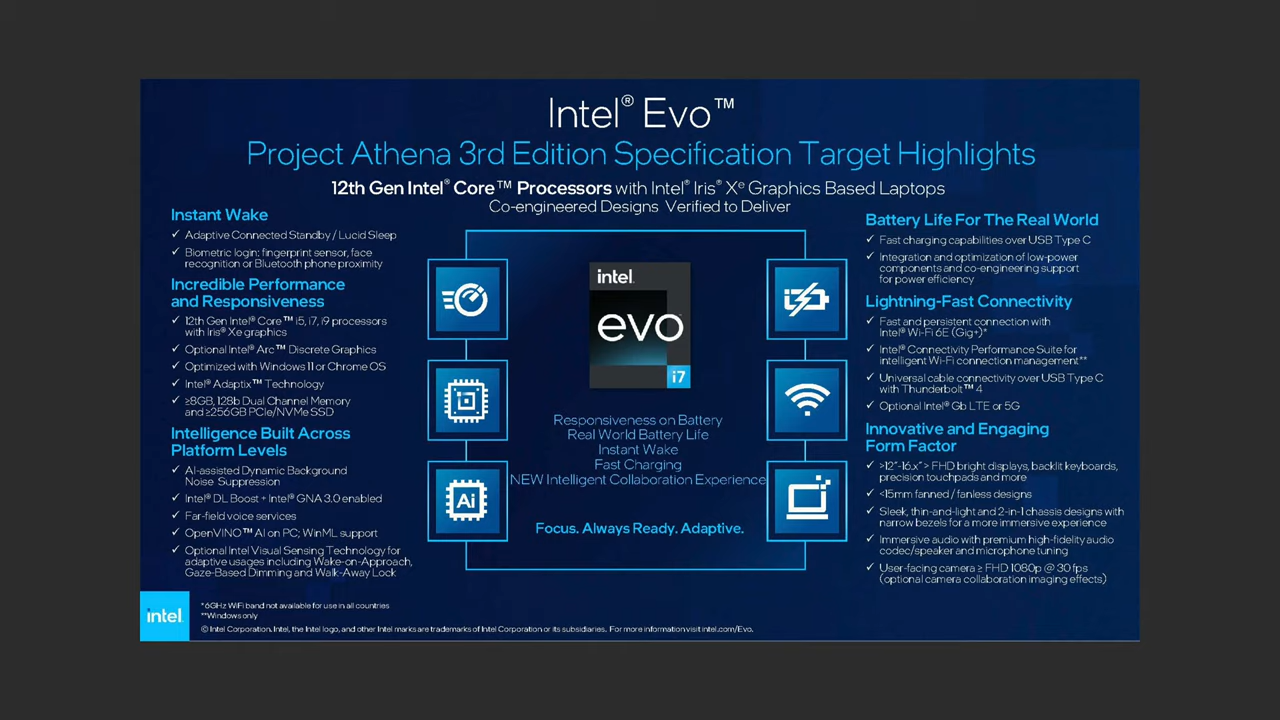 Intel® Evo™
Project Athena 3rd Edition Specification Target Highlights
12th Gen Intel® Core™ Processors with Intel® Iris® Xᵉ Graphics Based Laptops
Co-engineered Designs Verified to Deliver
Instant Wake
✓ Adaptive Connected Standby / Lucid Sleep
✓ Biometric login: fingerprint sensor, face
recognition or Bluetooth phone proximity
Incredible Performance
and Responsiveness
✓ 12th Gen Intel® Core™ i5, i7, i9 processors
with Iris® Xe graphics
✓ Optional Intel® Arc™ Discrete Graphics
✓ Optimized with Windows 11 or Chrome OS
✓ Intel® Adaptix™ Technology
✓ ≥8GB, 128b Dual Channel Memory
and ≥256GB PCIe/NVMe SSD
Intelligence Built Across
Platform Levels
✓ AI-assisted Dynamic Background
Noise Suppression
✓ Intel® DL Boost + Intel® GNA 3.0 enabled
✓ Far-field voice services
✓ OpenVINO™ AI on PC; WinML support
✓ Optional Intel Visual Sensing Technology for
adaptive usages including Wake-on-Approach,
Gaze-Based Dimming and Walk-Away Lock
Ai
intel.
evo
i7
Responsiveness on Battery
Real World Battery Life
Instant Wake
Fast Charging
NEW Intelligent Collaboration Experience
Focus. Always Ready. Adaptive.
Battery Life For The Real World
✓ Fast charging capabilities over USB Type C
✓ Integration and optimization of low-power
components and co-engineering support
for power efficiency
Lightning-Fast Connectivity
✓ Fast and persistent connection with
Intel® Wi-Fi 6E (Gig+)*
✓ Intel® Connectivity Performance Suite for
intelligent Wi-Fi connection management**
✓ Universal cable connectivity over USB Type C
with Thunderbolt™ 4
✓ Optional Intel® Gb LTE or 5G
Innovative and Engaging
Form Factor
✓ >12"-16.x" > FHD bright displays, backlit keyboards,
precision touchpads and more
✓ <15mm fanned / fanless designs
✓ Sleek, thin-and-light and 2-in-1 chassis designs with
narrow bezels for a more immersive experience
✓ Immersive audio with premium high-fidelity audio
codec/speaker and microphone tuning
✓ User-facing camera ≥ FHD 1080p @ 30 fps
(optional camera collaboration imaging effects)
intel.
* 6GHz WiFi band not available for use in all countries
**Windows only
© Intel Corporation. Intel, the Intel logo, and other Intel marks are trademarks of Intel Corporation or its subsidiaries. For more information visit intel.com/Evo.